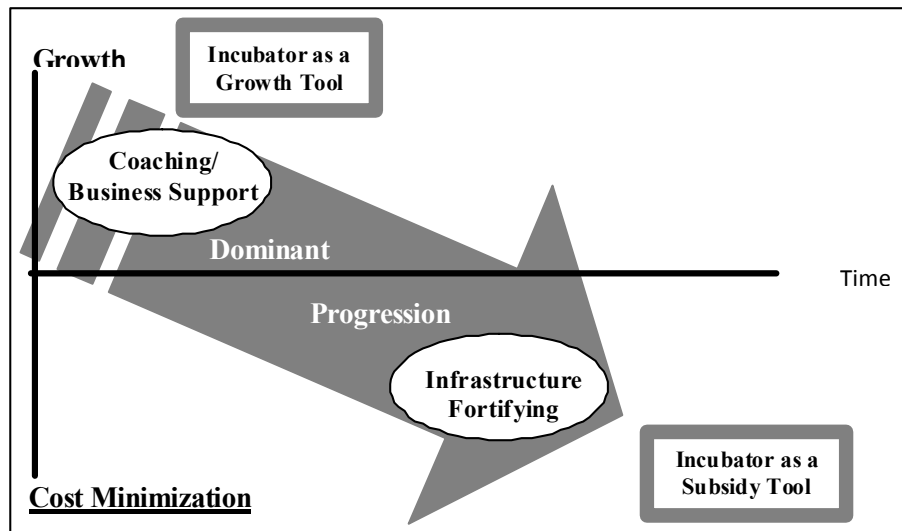 Growth
Incubator as a
Growth Tool
Coaching/
Business Support
Dominant
Time
Progression
Infrastructure
Fortifying
Incubator as a
Subsidy Tool
Cost Minimization